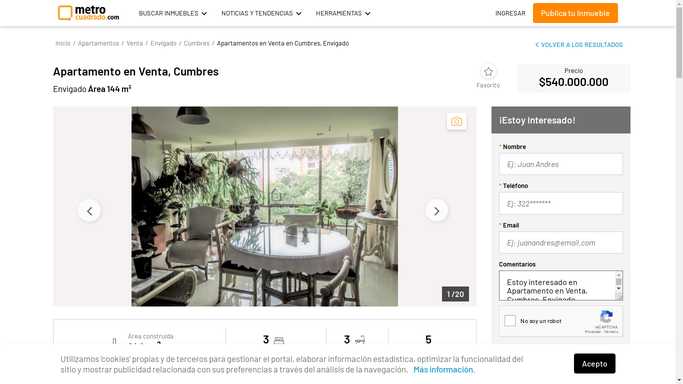 metro
cuadrado.com
BUSCAR INMUEBLES
NOTICIAS Y TENDENCIAS
HERRAMIENTAS
INGRESAR
Publica tu Inmueble
Inicio / Apartamentos / Venta / Envigado / Cumbres / Apartamentos en Venta en Cumbres, Envigado
VOLVER A LOS RESULTADOS
Apartamento en Venta, Cumbres
Envigado Área 144 m²
Favorito
Precio
$540.000.000
1 / 20
¡Estoy Interesado!
* Nombre
Ej: Juan Andres
* Teléfono
Ej: 322*******
* Email
Ej: juanandres@email.com
Comentarios
Estoy interesado en
Apartamento en Venta,
Cumbres, Envigado
No soy un robot
reCAPTCHA
Privacidad - Términos
Área construida
3
3
5
Utilizamos 'cookies' propias y de terceros para gestionar el portal, elaborar información estadística, optimizar la funcionalidad del
sitio y mostrar publicidad relacionada con sus preferencias a través del análisis de la navegación. Más información.
Acepto